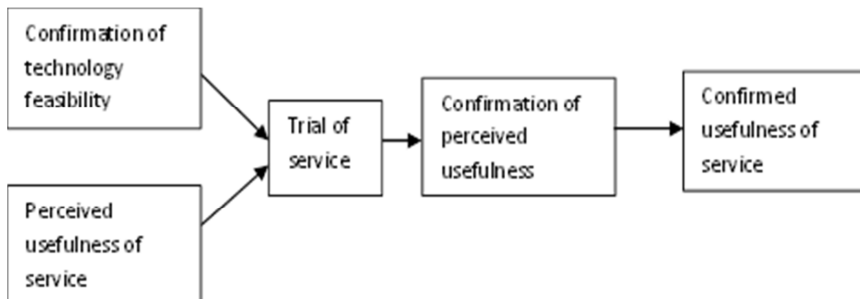 Confirmation of
technology
feasibility
Perceived
usefulness of
service
Trial of
service
Confirmation of
perceived
usefulness
Confirmed
usefulness of
service